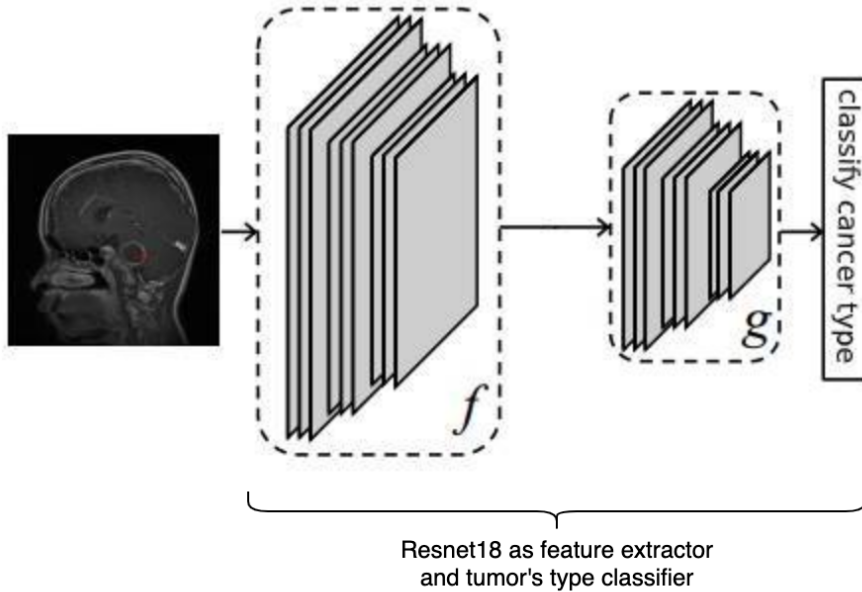 f
g
classify cancer type
Resnet18 as feature extractor
and tumor's type classifier